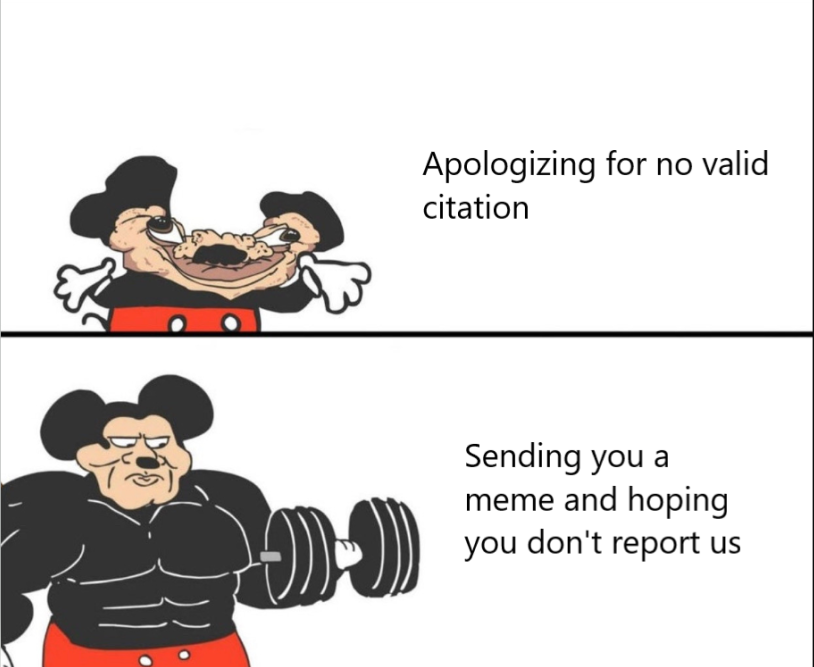 Apologizing for no valid
citation
Sending you a
meme and hoping
you don't report us